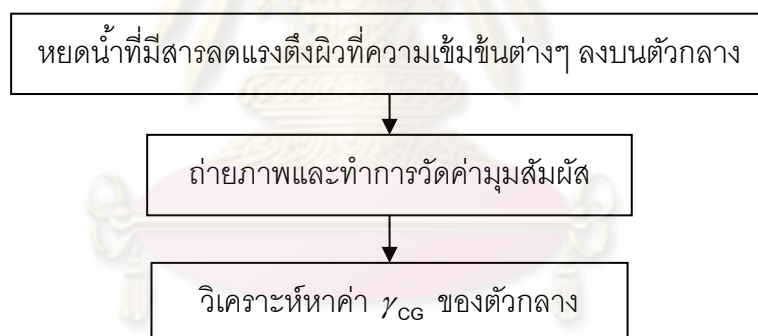 หยดน้ำที่มีสารลดแรงตึงผิวที่ความเข้มข้นต่างๆ ลงบนตัวกลาง
ถ่ายภาพและทำการวัดค่ามุมสัมผัส
วิเคราะห์หาค่า γCG ของตัวกลาง